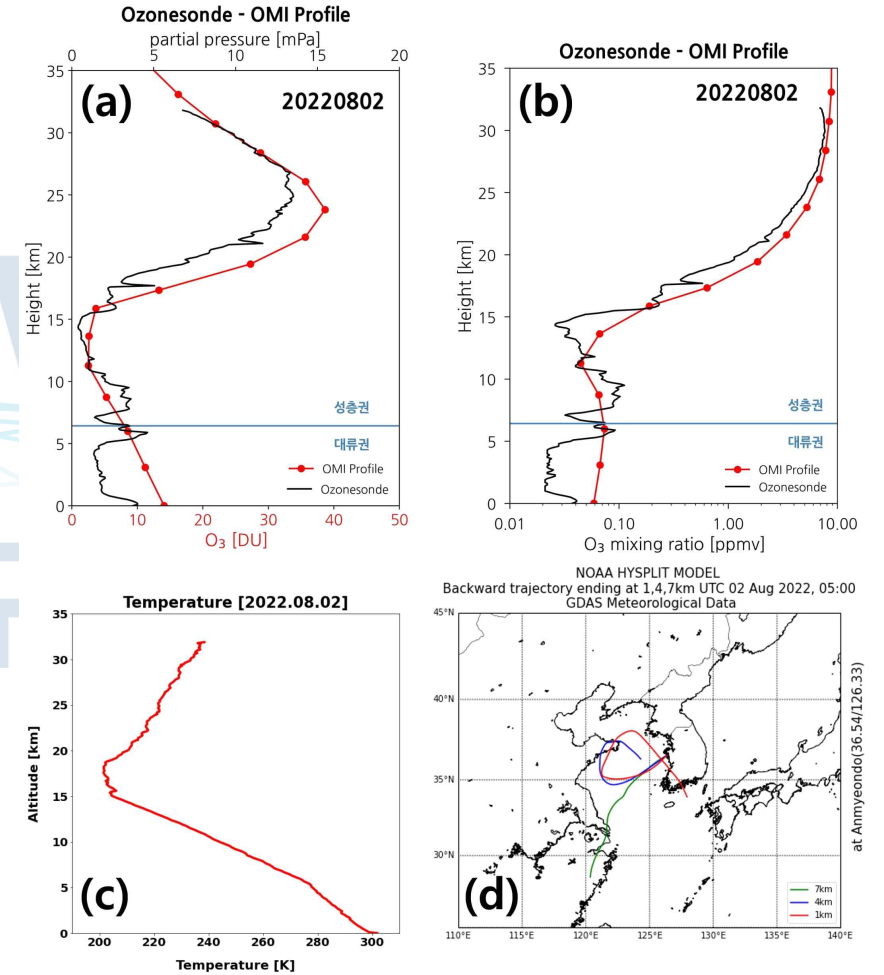 Ozonesonde - OMI Profile
partial pressure [mPa]
0 5 10 15 20
(a)
20220802
35
30
25
20
15
10
5
0
Height [km]
성층권
대류권
OMI Profile
Ozonesonde
0 10 20 30 40 50
O₃ [DU]
Ozonesonde - OMI Profile
(b)
20220802
35
30
25
20
15
10
5
0
Height [km]
성층권
대류권
OMI Profile
Ozonesonde
0.01 0.10 1.00 10.00
O₃ mixing ratio [ppmv]
Temperature [2022.08.02]
35
30
25
20
15
10
5
0
Altitude [km]
(c)
200 220 240 260 280 300
Temperature [K]
NOAA HYSPLIT MODEL
Backward trajectory ending at 1,4,7km UTC 02 Aug 2022, 05:00
GDAS Meteorological Data
45°N
40°N
35°N
30°N
(d)
7km
4km
1km
110°E 115°E 120°E 125°E 130°E 135°E 140°E
at Anmyeondo(36.54/126.33)